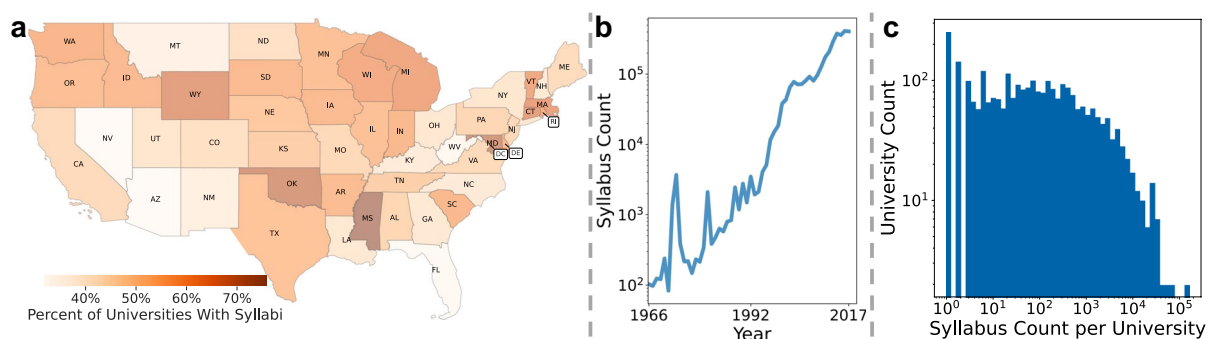 a
WA
MT
ND
MN
ME
OR
ID
WY
SD
WI
MI
VT
NH
NY
MA
CT
RI
NE
IA
PA
NJ
NV
UT
CO
IL
IN
OH
MD
DC
DE
CA
KS
MO
WV
KY
VA
AZ
NM
OK
AR
TN
NC
SC
TX
LA
MS
AL
GA
FL
40% 50% 60% 70%
Percent of Universities With Syllabi
b
Syllabus Count
10⁵
10⁴
10³
10²
1966 1992 2017
Year
c
University Count
10²
10¹
10⁰ 10¹ 10² 10³ 10⁴ 10⁵
Syllabus Count per University